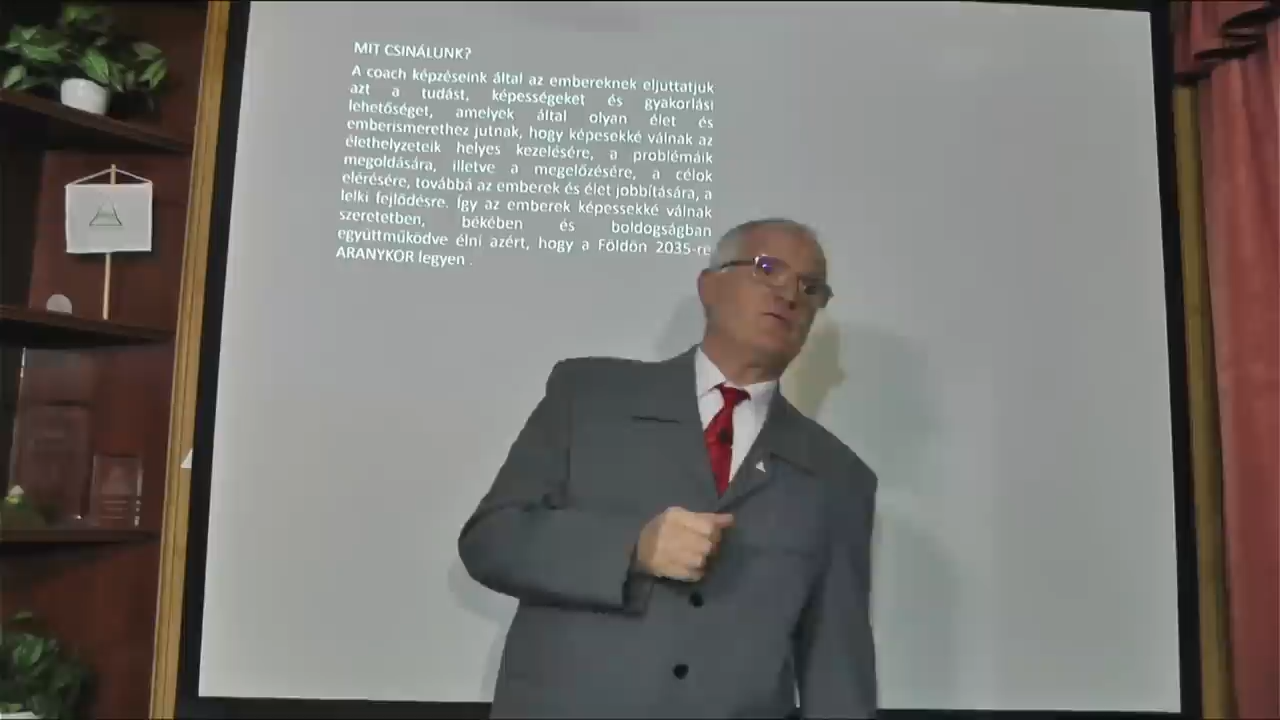 MIT CSINÁLUNK?
A coach képzéseink által az embereknek eljuttatjuk
azt a tudást, képességeket és gyakorlási
lehetőséget, amelyek által olyan élet és
emberismerethez jutnak, hogy képesekké válnak az
élethelyzeteik helyes kezelésére, a problémáik
megoldására, illetve a megelőzésére, a célok
elérésére, továbbá az emberek és élet jobbítására, a
lelki fejlődésre. Így az emberek képessekké válnak
szeretetben, békében és boldogságban
együttműködve élni azért, hogy a Földön 2035-re
ARANYKOR legyen .